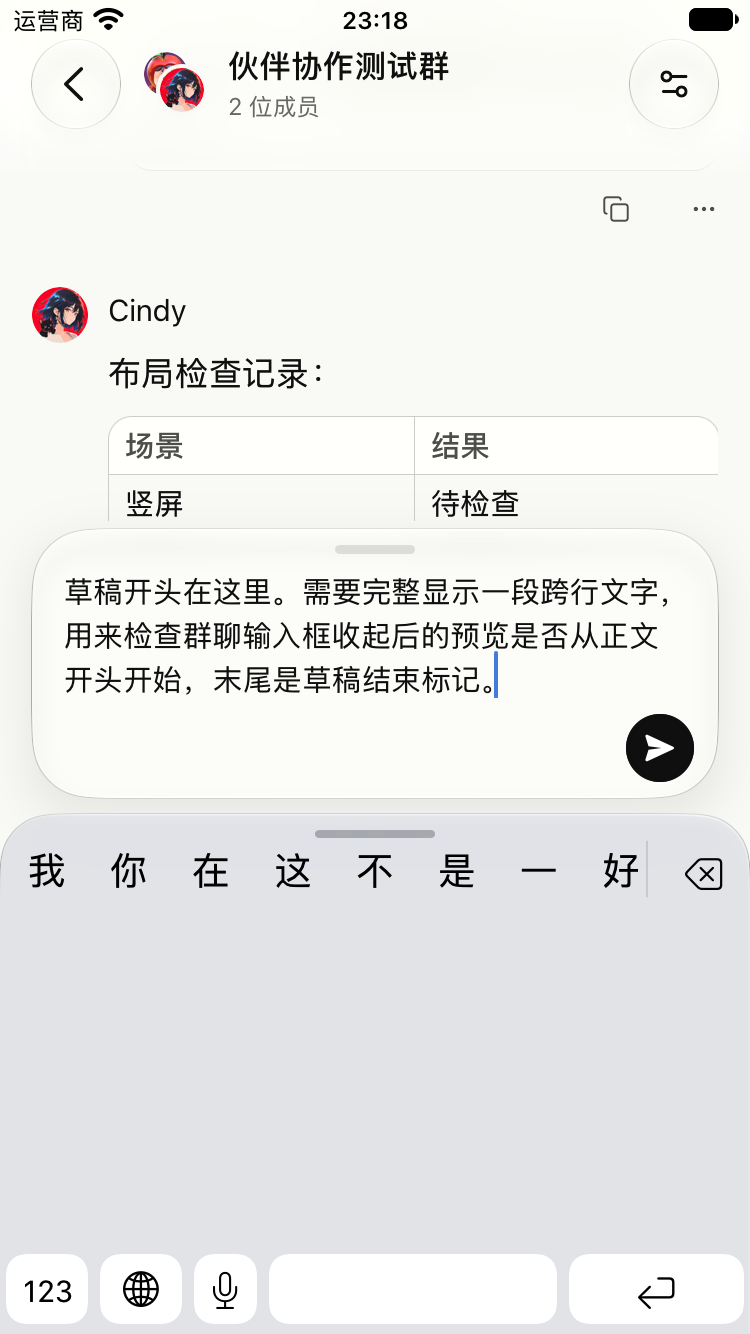 运营商 23:18
伙伴协作测试群
2 位成员
Cindy
布局检查记录：
场景 结果
竖屏 待检查
草稿开头在这里。需要完整显示一段跨行文字，
用来检查群聊输入框收起后的预览是否从正文
开头开始，末尾是草稿结束标记。
我 你 在 这 不 是 一 好
123